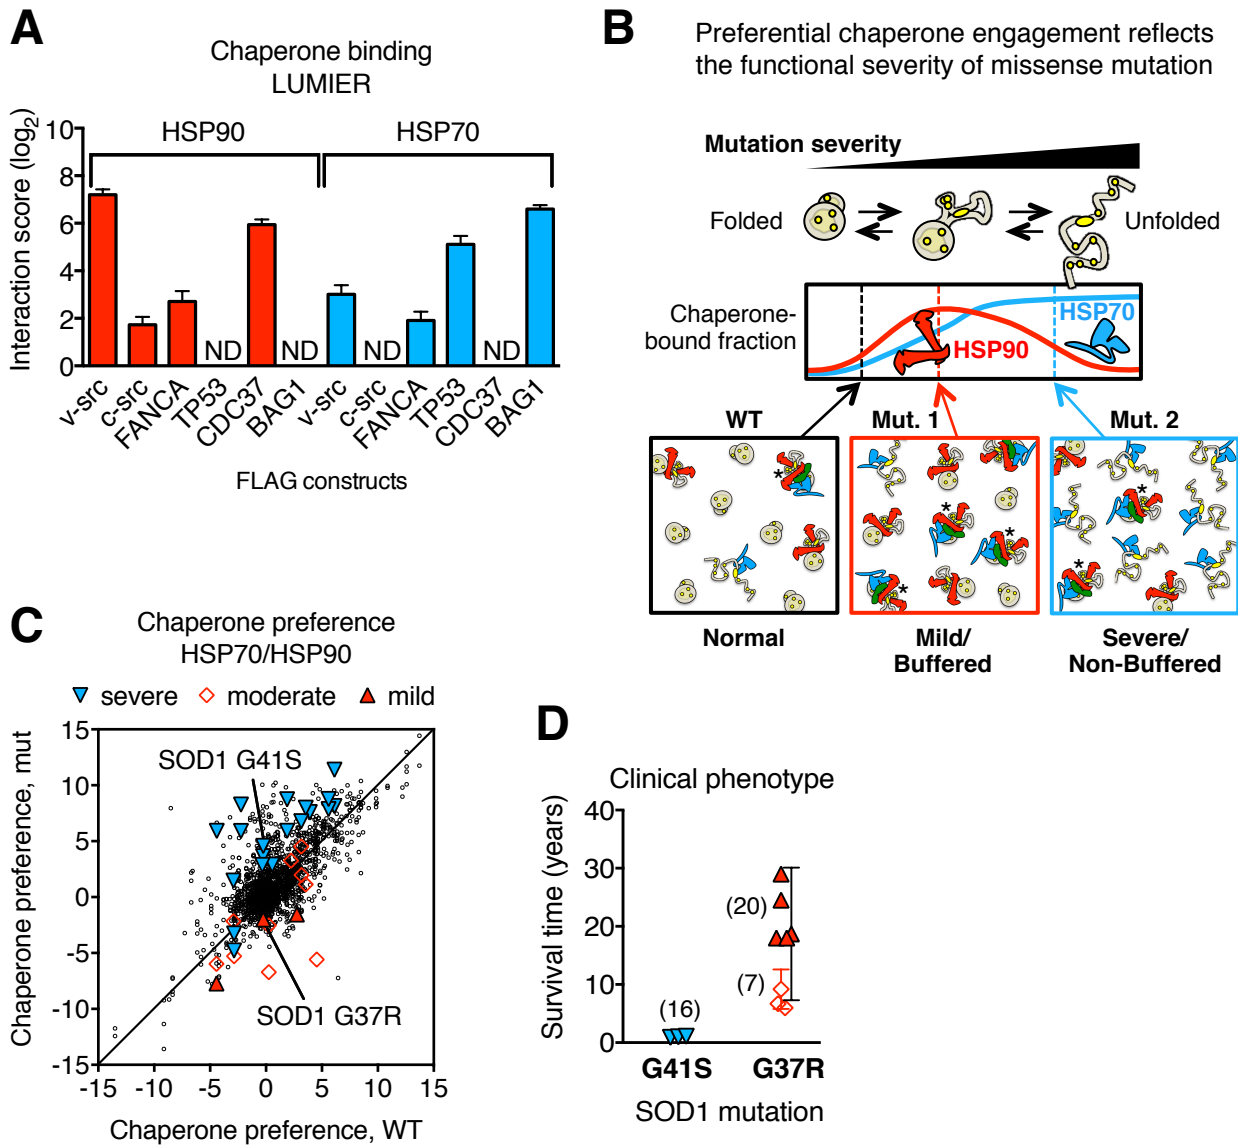 A
Chaperone binding
LUMIER
Interaction score (log2)
10
8
6
4
2
0
HSP90
HSP70
ND
ND
ND
ND
v-src
c-src
FANCA
TP53
CDC37
BAG1
v-src
c-src
FANCA
TP53
CDC37
BAG1
FLAG constructs
B
Preferential chaperone engagement reflects
the functional severity of missense mutation
Mutation severity
Folded
Unfolded
Chaperone-
bound fraction
HSP70
HSP90
WT
Mut. 1
Mut. 2
*
*
*
*
*
*
Normal
Mild/
Buffered
Severe/
Non-Buffered
C
Chaperone preference
HSP70/HSP90
severe
moderate
mild
Chaperone preference, mut
15
10
5
0
-5
-10
-15
SOD1 G41S
SOD1 G37R
-15
-10
-5
0
5
10
15
Chaperone preference, WT
D
Clinical phenotype
Survival time (years)
40
30
20
10
0
(16)
(20)
(7)
G41S
G37R
SOD1 mutation